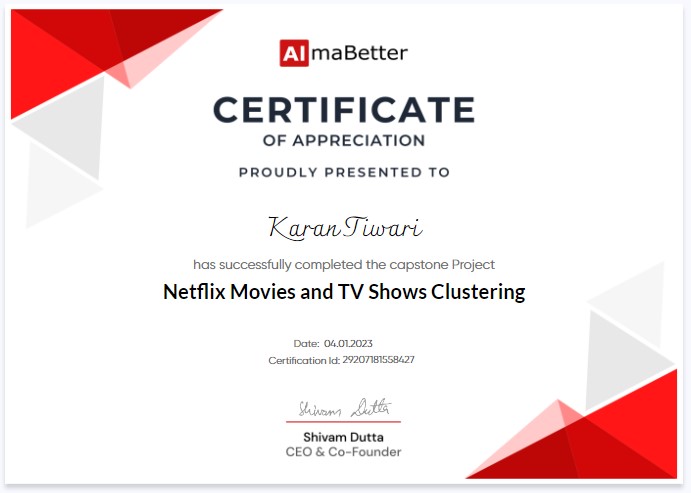 AlmaBetter
CERTIFICATE
OF APPRECIATION
PROUDLY PRESENTED TO
Karan Tiwari
has successfully completed the capstone Project
Netflix Movies and TV Shows Clustering
Date: 04.01.2023
Certification Id: 29207181558427
Shivam Dutta
Shivam Dutta
CEO & Co-Founder